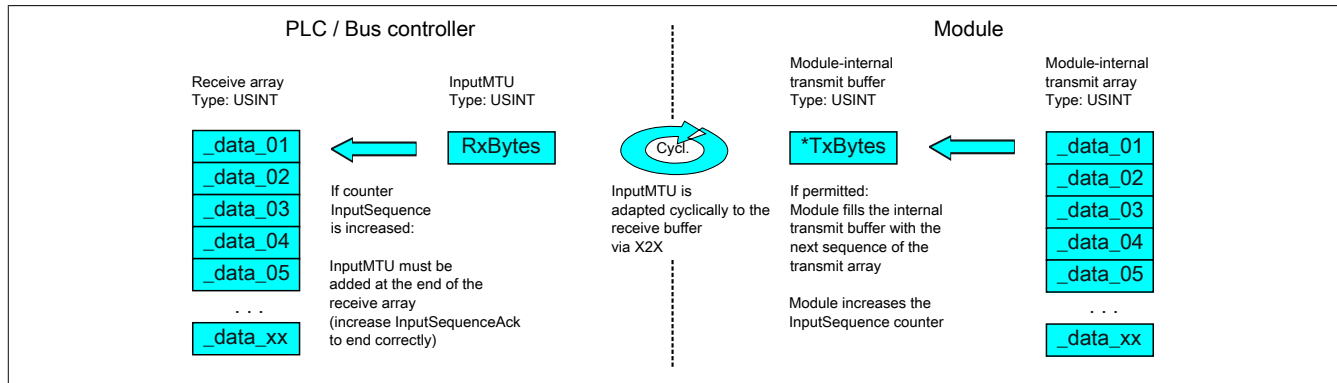 PLC / Bus controller
Module
Receive array
Type: USINT
InputMTU
Type: USINT
Module-internal
transmit buffer
Type: USINT
Module-internal
transmit array
Type: USINT
_data_01
_data_02
_data_03
_data_04
_data_05
. . .
_data_xx
RxBytes
If counter
InputSequence
is increased:
InputMTU must be
added at the end of the
receive array
(increase InputSequenceAck
to end correctly)
Cycl.
InputMTU is
adapted cyclically to the
receive buffer
via X2X
*TxBytes
If permitted:
Module fills the internal
transmit buffer with the
next sequence of the
transmit array
Module increases the
InputSequence counter
_data_01
_data_02
_data_03
_data_04
_data_05
. . .
_data_xx